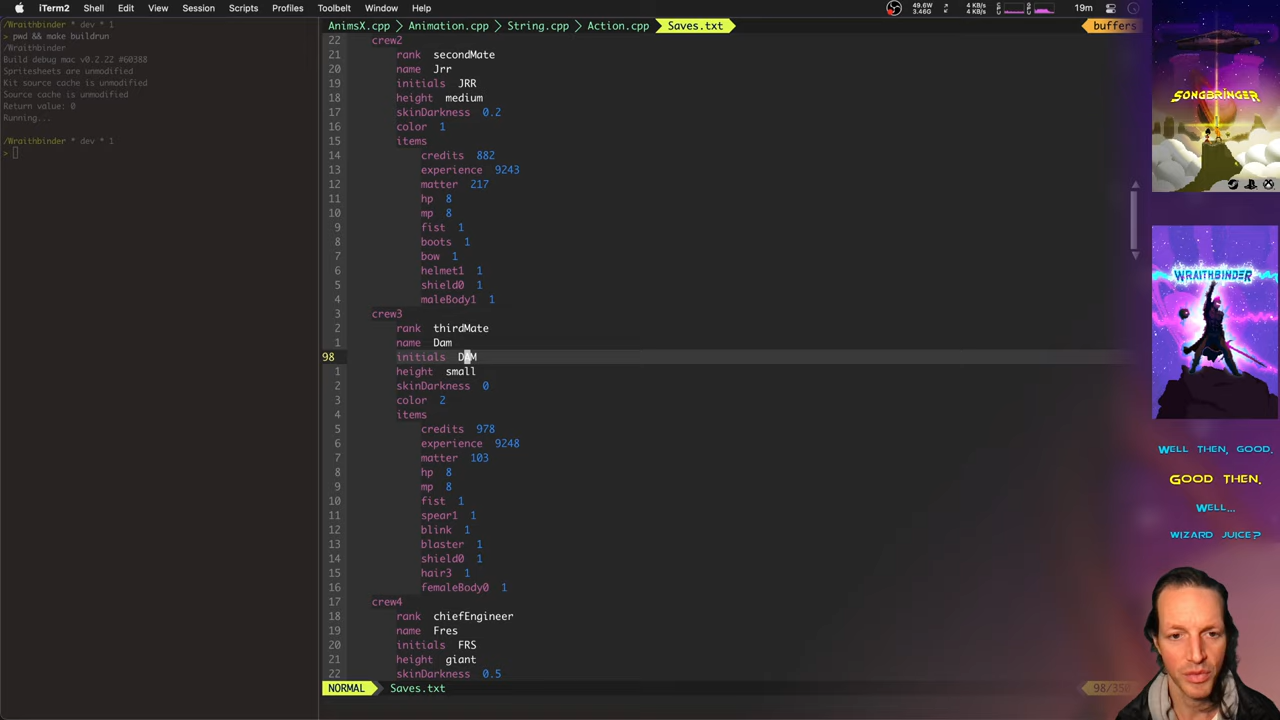 iTerm2 Shell Edit View Session Scripts Profiles Toolbelt Window Help
49.6W 3.46G 4 KB/s 4 KB/s 19m
/Wraithbinder * dev * 1
> pwd && make buildrun
/Wraithbinder
Build debug mac v0.2.22 #60388
Spritesheets are unmodified
Kit source cache is unmodified
Source cache is unmodified
Return value: 0
Running...
/Wraithbinder * dev * 1
>
AnimsX.cpp Animation.cpp String.cpp Action.cpp Saves.txt buffers
22 crew2
21 rank secondMate
20 name Jrr
19 initials JRR
18 height medium
17 skinDarkness 0.2
16 color 1
15 items
14 credits 882
13 experience 9243
12 matter 217
11 hp 8
10 mp 8
9 fist 1
8 boots 1
7 bow 1
6 helmet1 1
5 shield0 1
4 maleBody1 1
3 crew3
2 rank thirdMate
1 name Dam
98 initials DAM
1 height small
2 skinDarkness 0
3 color 2
4 items
5 credits 978
6 experience 9248
7 matter 103
8 hp 8
9 mp 8
10 fist 1
11 spear1 1
12 blink 1
13 blaster 1
14 shield0 1
15 hair3 1
16 femaleBody0 1
17 crew4
18 rank chiefEngineer
19 name Fres
20 initials FRS
21 height giant
22 skinDarkness 0.5
NORMAL Saves.txt
SONGBRINGER
WRAITHBINDER
WELL THEN, GOOD.
GOOD THEN.
WELL...
WIZARD JUICE?